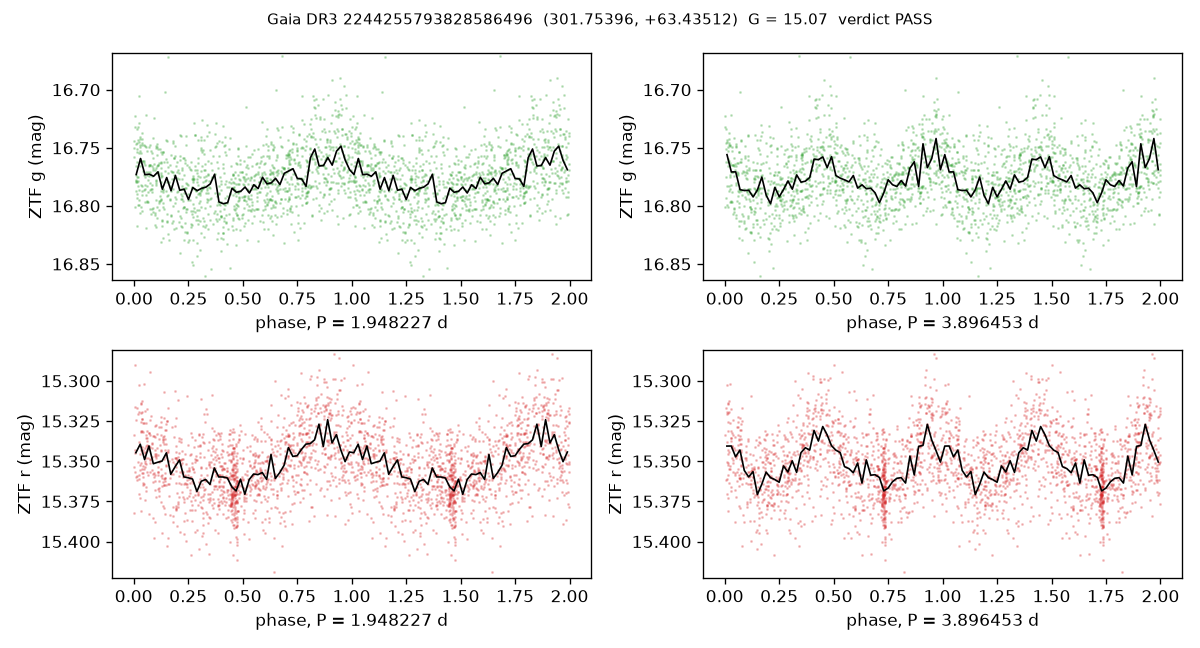 Gaia DR3 2244255793828586496  (301.75396, +63.43512)  G = 15.07  verdict PASS
ZTF g (mag)
16.70
16.75
16.80
16.85
0.00 0.25 0.50 0.75 1.00 1.25 1.50 1.75 2.00
phase, P = 1.948227 d
ZTF g (mag)
16.70
16.75
16.80
16.85
0.00 0.25 0.50 0.75 1.00 1.25 1.50 1.75 2.00
phase, P = 3.896453 d
ZTF r (mag)
15.300
15.325
15.350
15.375
15.400
0.00 0.25 0.50 0.75 1.00 1.25 1.50 1.75 2.00
phase, P = 1.948227 d
ZTF r (mag)
15.300
15.325
15.350
15.375
15.400
0.00 0.25 0.50 0.75 1.00 1.25 1.50 1.75 2.00
phase, P = 3.896453 d